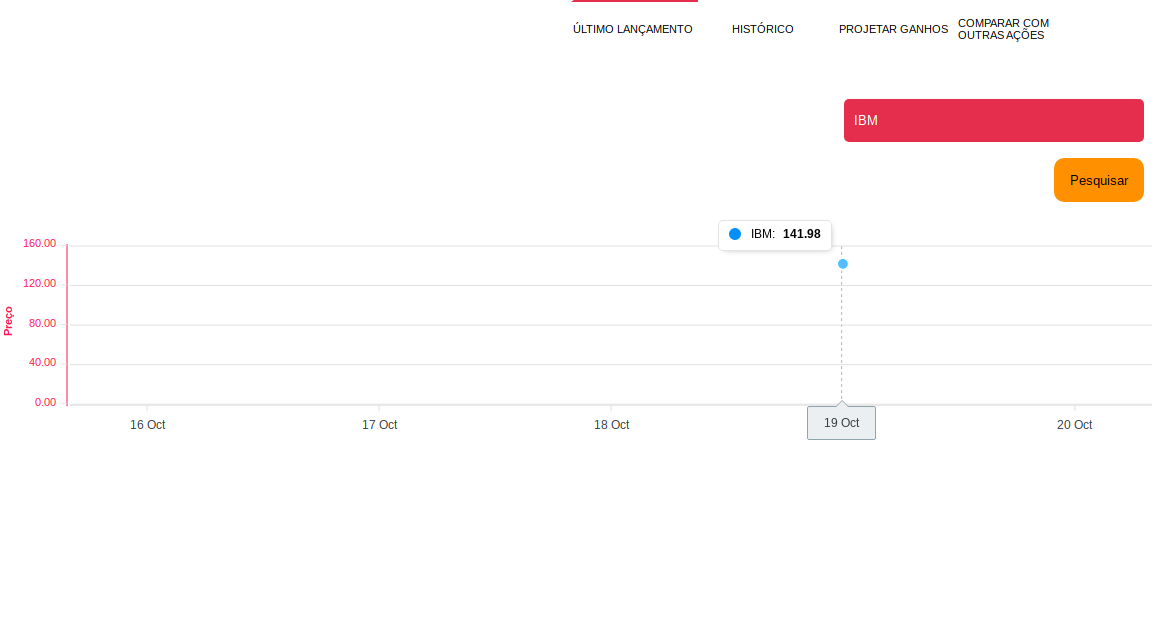 ÚLTIMO LANÇAMENTO
HISTÓRICO
PROJETAR GANHOS
COMPARAR COM
OUTRAS AÇÕES
IBM
Pesquisar
IBM: 141.98
160.00
120.00
80.00
40.00
0.00
Preço
16 Oct
17 Oct
18 Oct
19 Oct
20 Oct